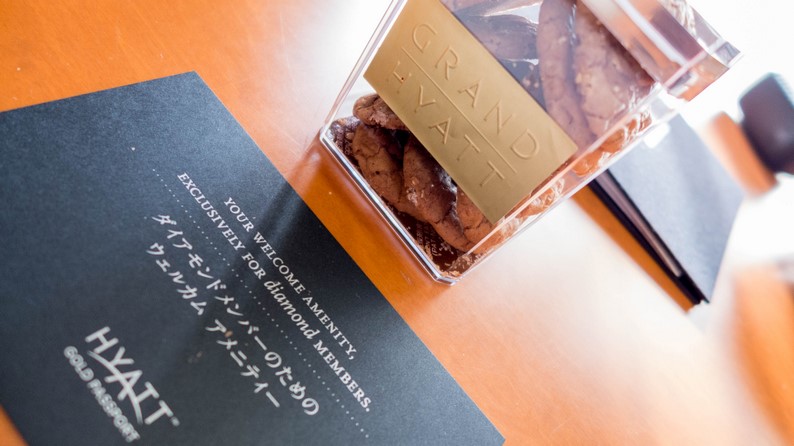 GRAND
HYATT
YOUR WELCOME AMENITY,
EXCLUSIVELY FOR diamond MEMBERS.
ダイアモンドメンバーのための
ウェルカム アメニティー
HYATT®
GOLD PASSPORT